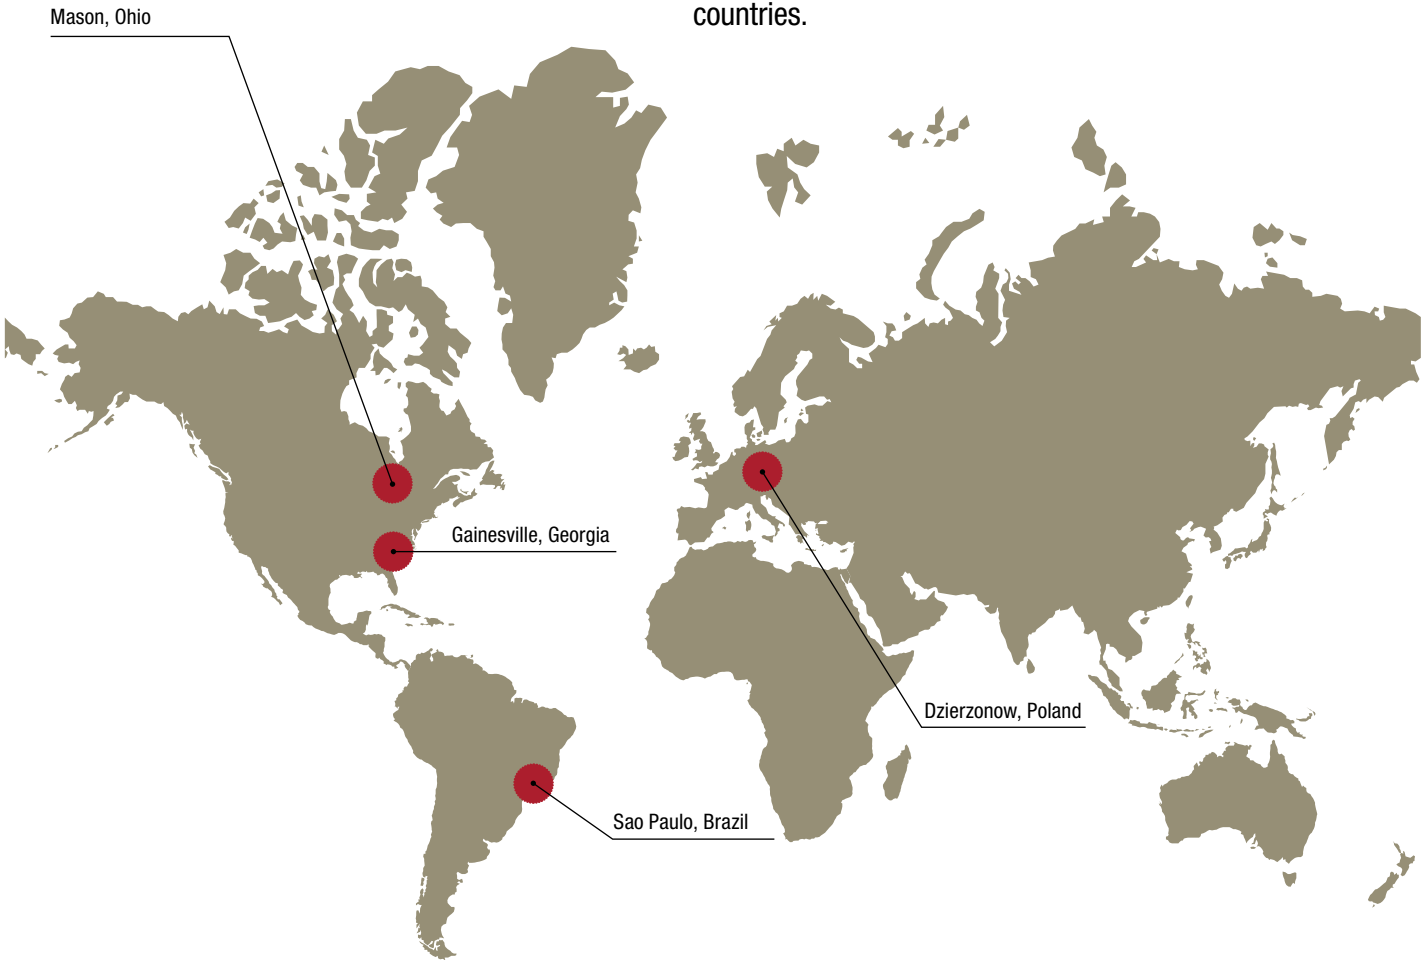 Mason, Ohio
countries.
Gainesville, Georgia
Dzierzonow, Poland
Sao Paulo, Brazil